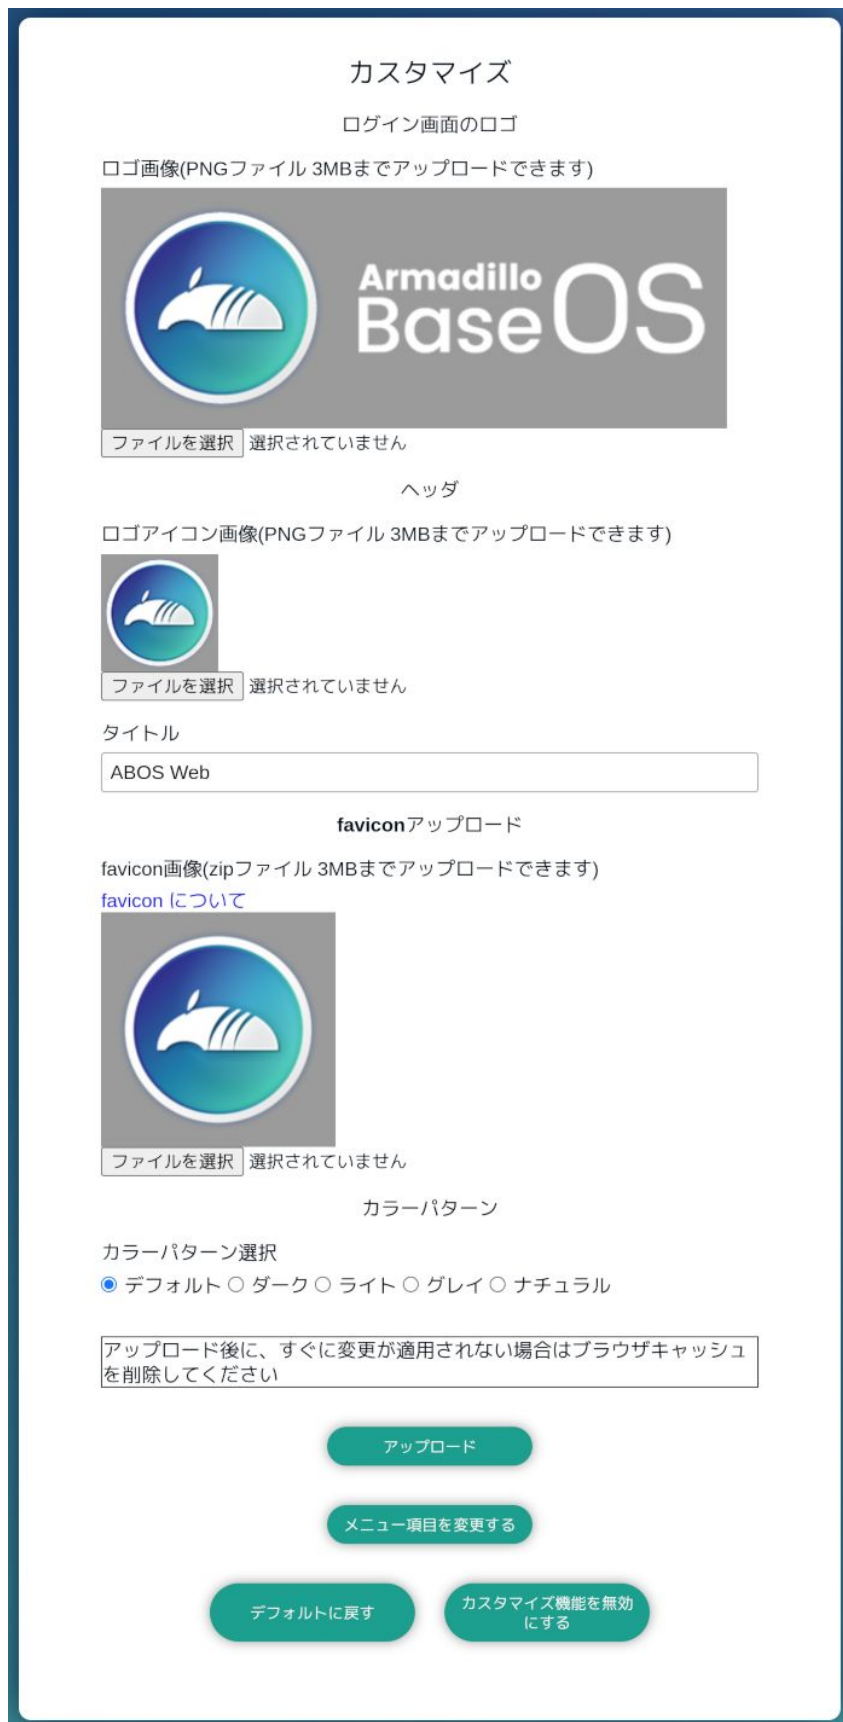 カスタマイズ
ログイン画面のロゴ
ロゴ画像(PNGファイル 3MBまでアップロードできます)
Armadillo
Base OS
ファイルを選択 選択されていません
ヘッダ
ロゴアイコン画像(PNGファイル 3MBまでアップロードできます)
ファイルを選択 選択されていません
タイトル
ABOS Web
faviconアップロード
favicon画像(zipファイル 3MBまでアップロードできます)
favicon について
ファイルを選択 選択されていません
カラーパターン
カラーパターン選択
デフォルト ダーク ライト グレイ ナチュラル
アップロード後に、すぐに変更が適用されない場合はブラウザキャッシュ
を削除してください
アップロード
メニュー項目を変更する
デフォルトに戻す
カスタマイズ機能を無効
にする